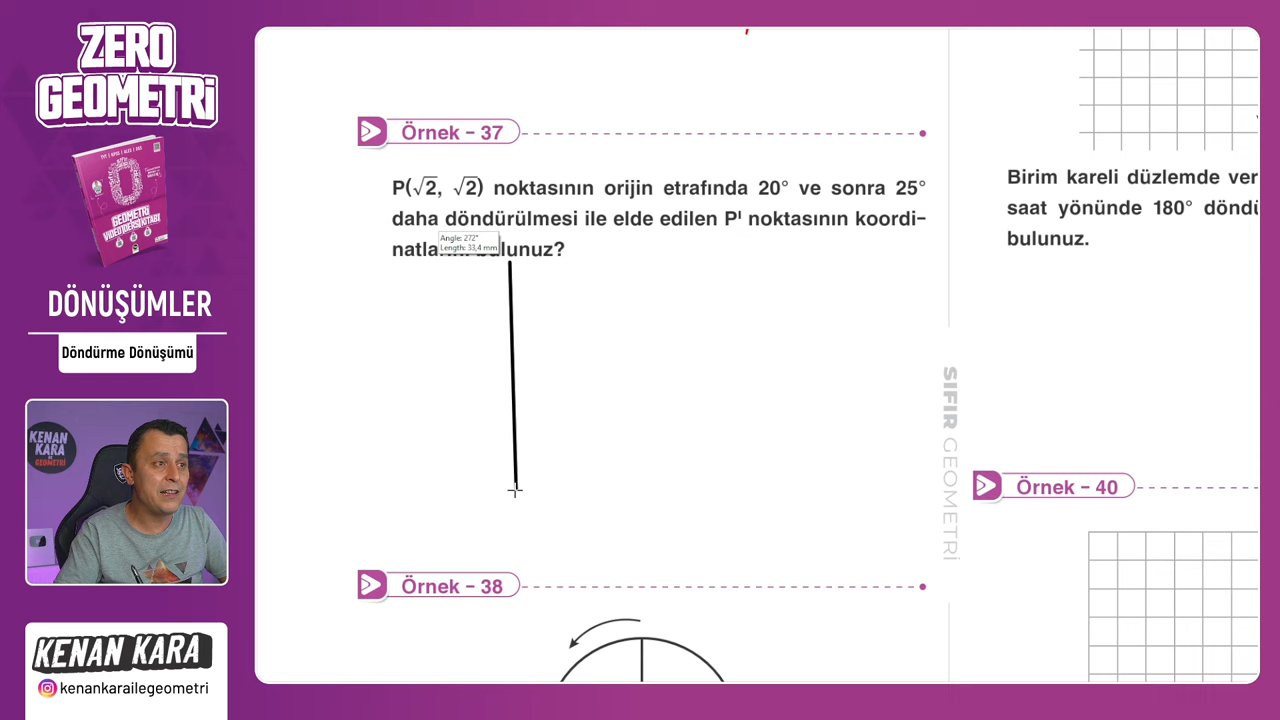 ZERO
GEOMETRİ
DÖNÜŞÜMLER
Döndürme Dönüşümü
KENAN
KARA
GEOMETRİ
KENAN KARA
kenankarailegeometri
Örnek - 37
P(√2, √2) noktasının orijin etrafında 20° ve sonra 25°
daha döndürülmesi ile elde edilen Pᴵ noktasının koordi-
Angle: 272°
Length: 33,4 mm
bulunuz?
Örnek - 38
SIFIR GEOMETRİ
Birim kareli düzlemde ver
saat yönünde 180° döndü
bulunuz.
Örnek - 40